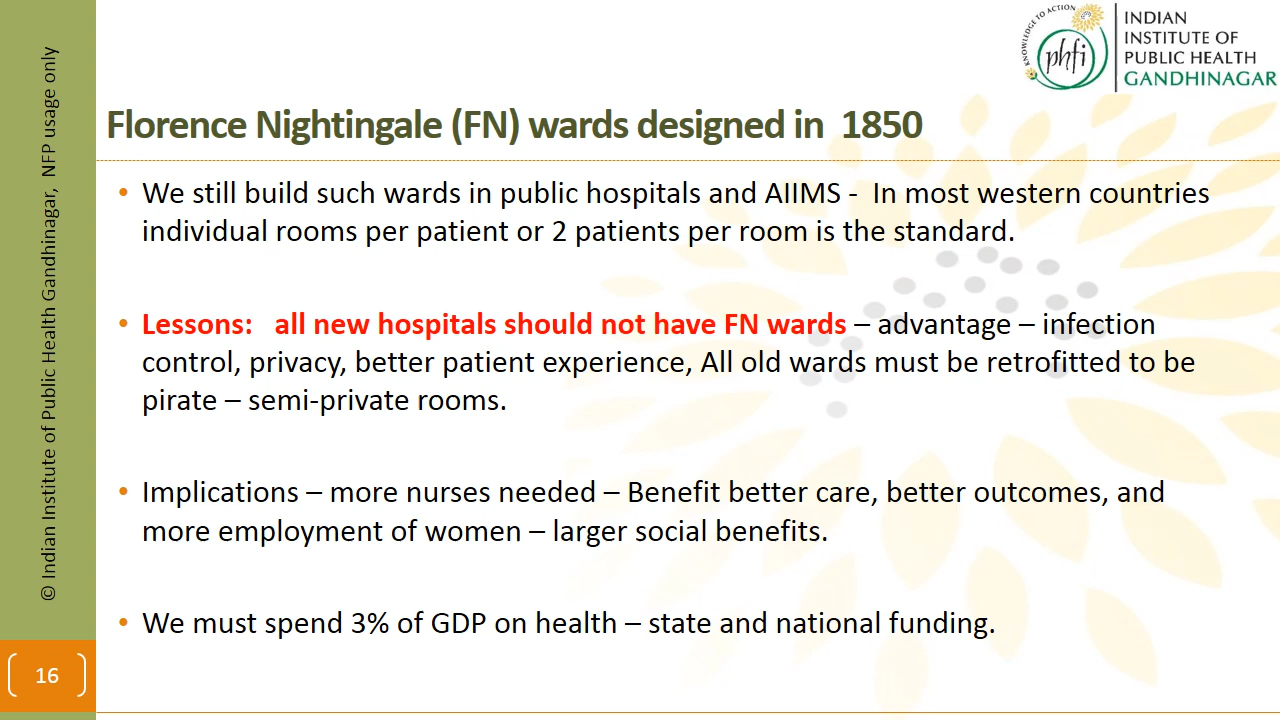 KNOWLEDGE TO ACTION
phfi
INDIAN
INSTITUTE OF
PUBLIC HEALTH
GANDHINAGAR
© Indian Institute of Public Health Gandhinagar, NFP usage only
Florence Nightingale (FN) wards designed in 1850
• We still build such wards in public hospitals and AIIMS - In most western countries
individual rooms per patient or 2 patients per room is the standard.
• Lessons: all new hospitals should not have FN wards – advantage – infection
control, privacy, better patient experience, All old wards must be retrofitted to be
pirate – semi-private rooms.
• Implications – more nurses needed – Benefit better care, better outcomes, and
more employment of women – larger social benefits.
• We must spend 3% of GDP on health – state and national funding.
16